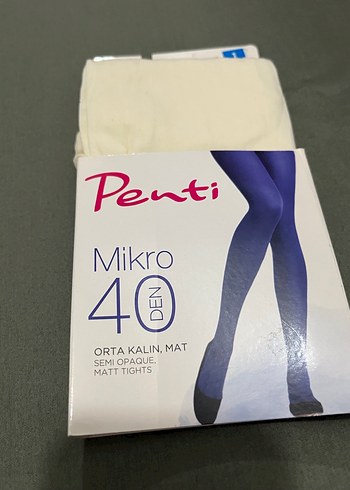 Penti
Mikro
40 DEN
ORTA KALIN, MAT
SEMI OPAQUE,
MATT TIGHTS